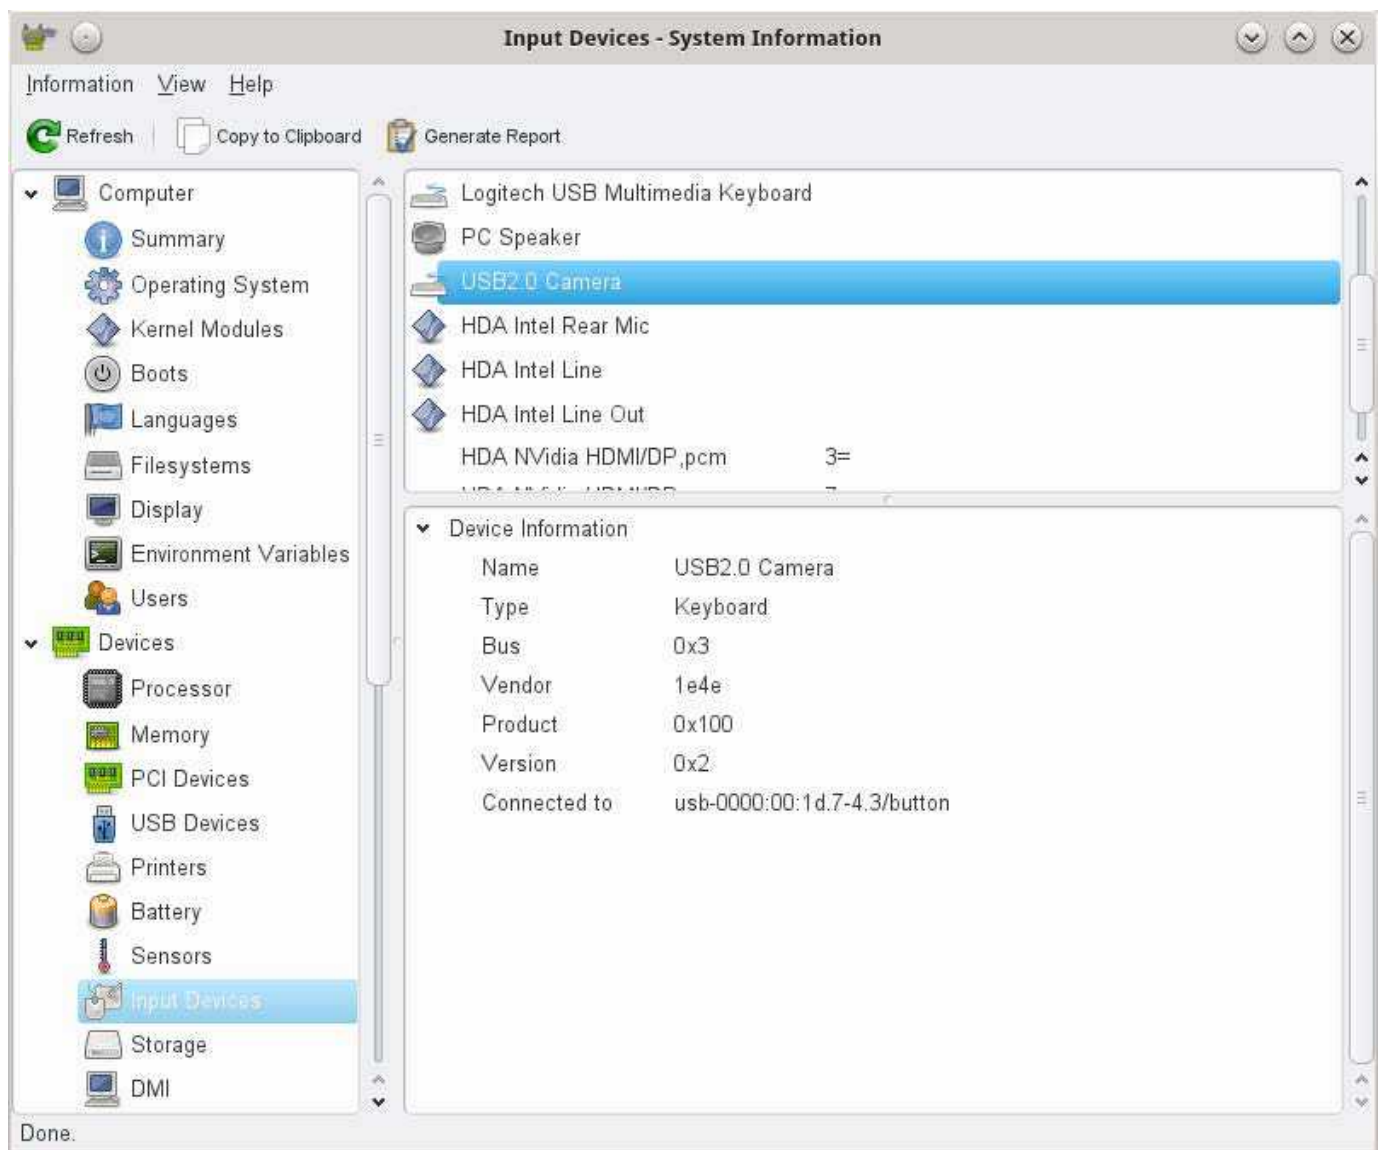 Input Devices - System Information
Information View Help
Refresh Copy to Clipboard Generate Report
Computer
Summary
Operating System
Kernel Modules
Boots
Languages
Filesystems
Display
Environment Variables
Users
Devices
Processor
Memory
PCI Devices
USB Devices
Printers
Battery
Sensors
Input Devices
Storage
DMI
Logitech USB Multimedia Keyboard
PC Speaker
USB2.0 Camera
HDA Intel Rear Mic
HDA Intel Line
HDA Intel Line Out
HDA NVidia HDMI/DP,pcm 3=
Device Information
Name USB2.0 Camera
Type Keyboard
Bus 0x3
Vendor 1e4e
Product 0x100
Version 0x2
Connected to usb-0000:00:1d.7-4.3/button
Done.